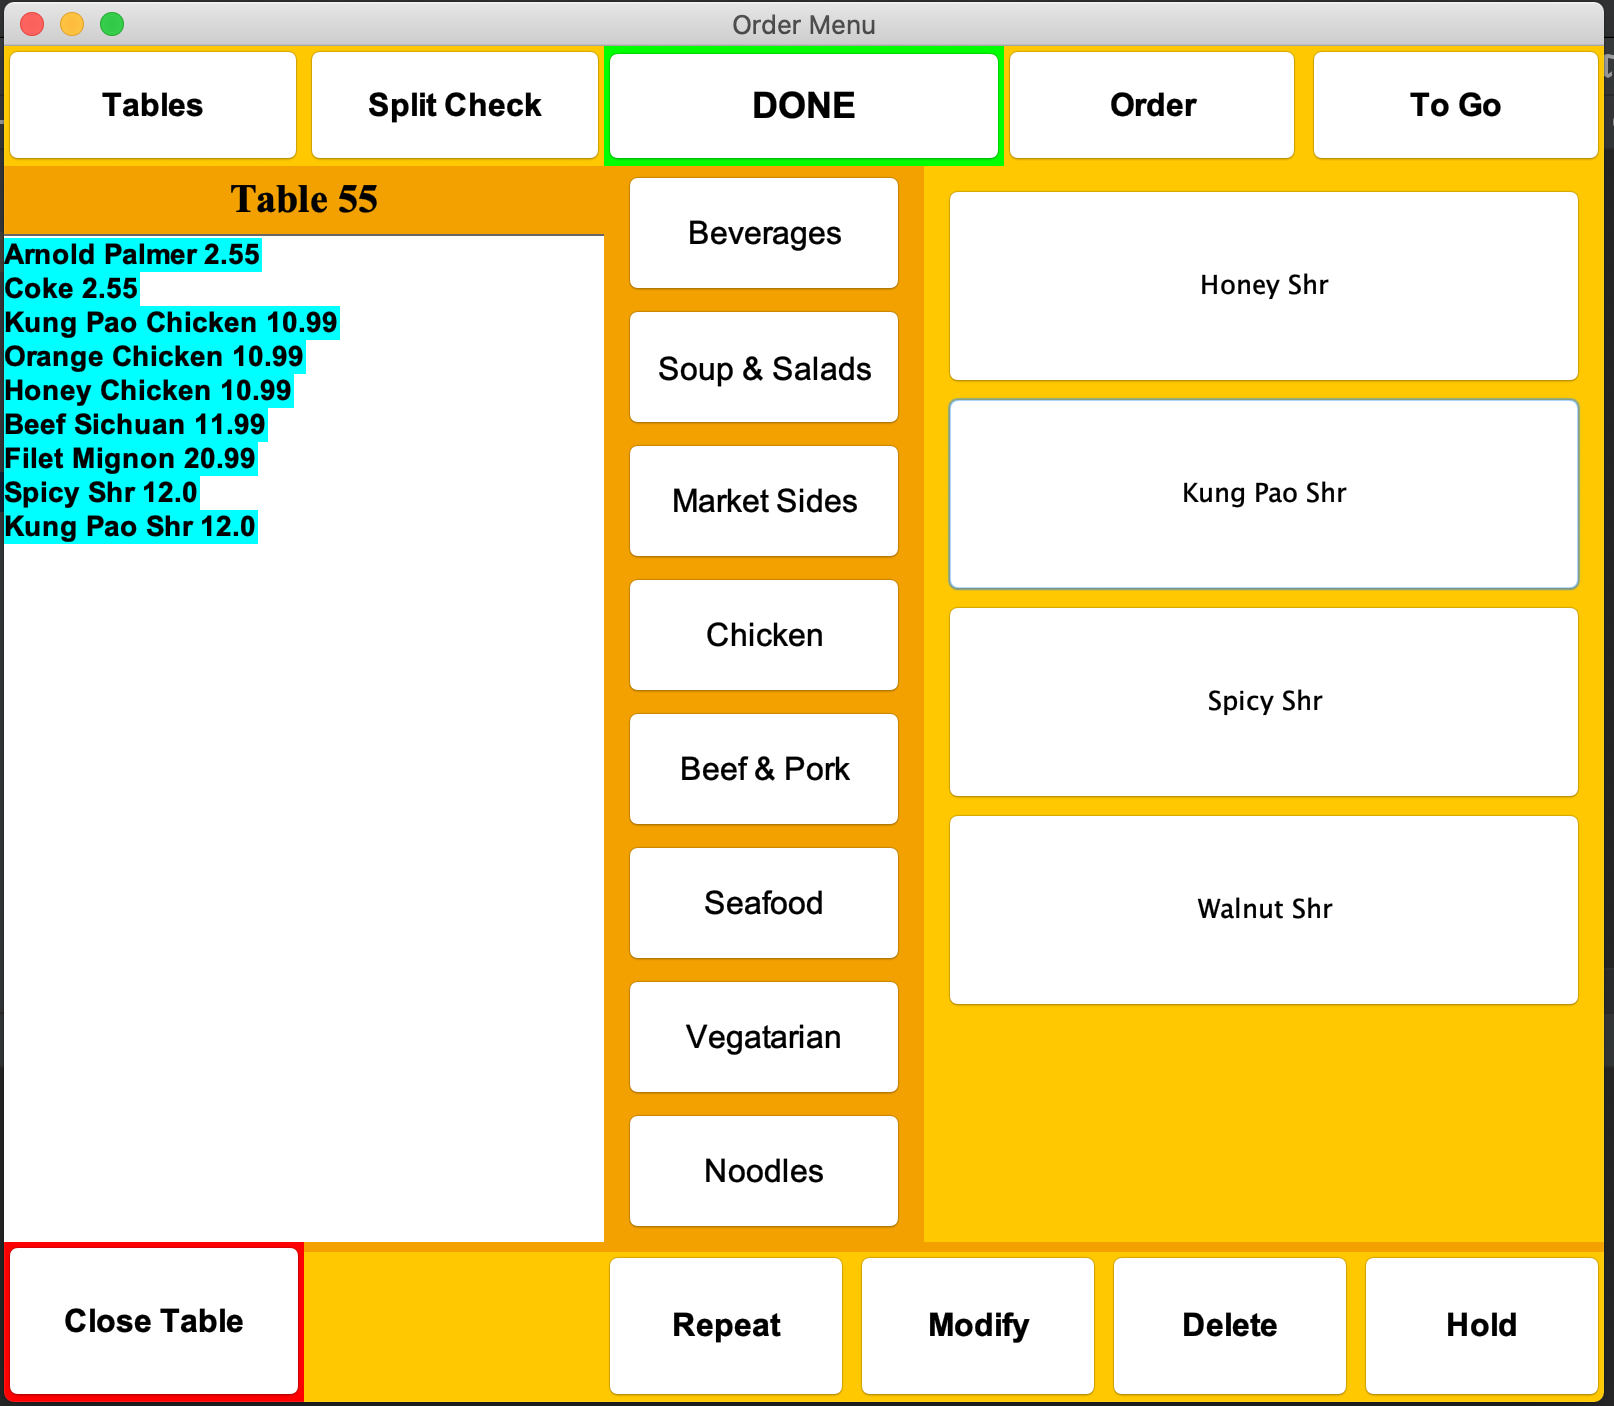 Order Menu
Tables
Split Check
DONE
Order
To Go
Table 55
Arnold Palmer 2.55
Coke 2.55
Kung Pao Chicken 10.99
Orange Chicken 10.99
Honey Chicken 10.99
Beef Sichuan 11.99
Filet Mignon 20.99
Spicy Shr 12.0
Kung Pao Shr 12.0
Beverages
Soup & Salads
Market Sides
Chicken
Beef & Pork
Seafood
Vegatarian
Noodles
Honey Shr
Kung Pao Shr
Spicy Shr
Walnut Shr
Close Table
Repeat
Modify
Delete
Hold